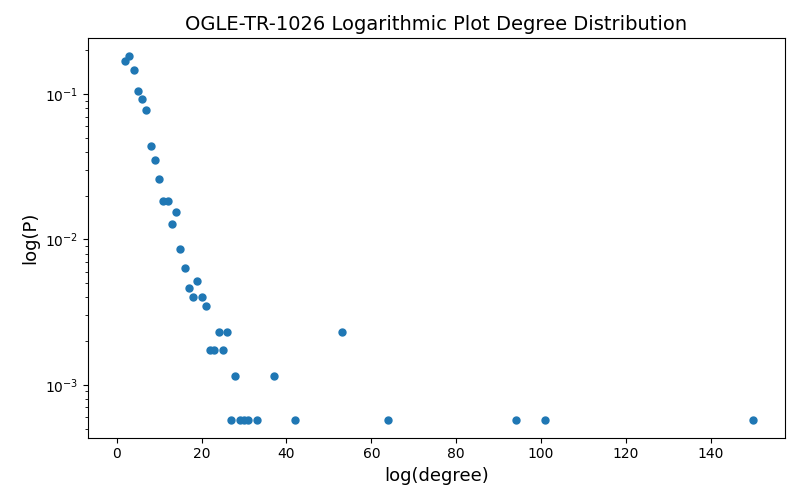 OGLE-TR-1026 Logarithmic Plot Degree Distribution
log(P)
10⁻¹
10⁻²
10⁻³
0 20 40 60 80 100 120 140
log(degree)